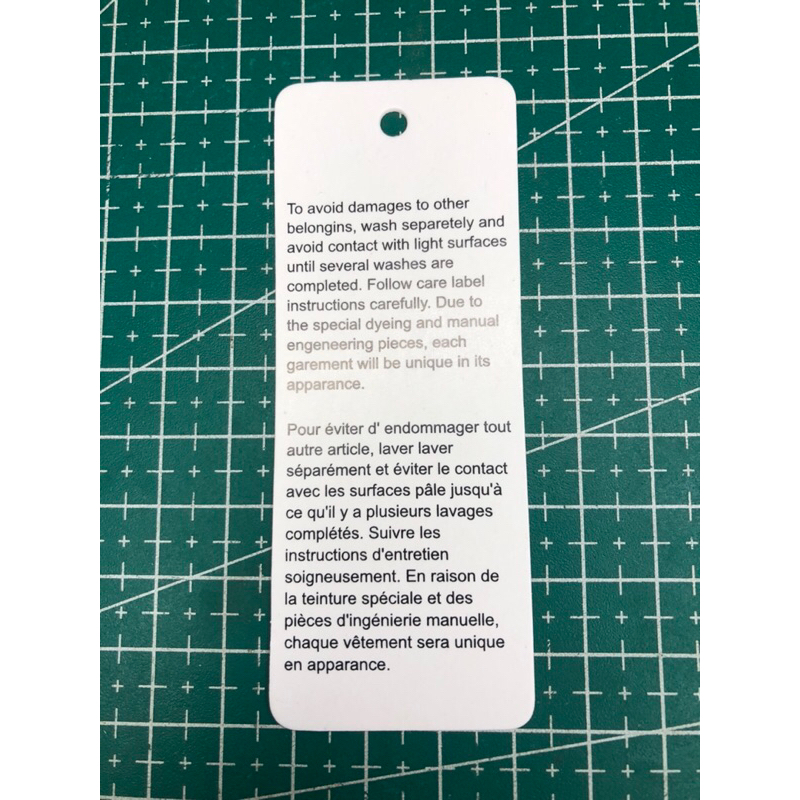 To avoid damages to other
belongins, wash separetely and
avoid contact with light surfaces
until several washes are
completed. Follow care label
instructions carefully. Due to
the special dyeing and manual
engeneering pieces, each
garement will be unique in its
apparance.
Pour éviter d' endommager tout
autre article, laver laver
séparément et éviter le contact
avec les surfaces pâle jusqu'à
ce qu'il y a plusieurs lavages
complétés. Suivre les
instructions d'entretien
soigneusement. En raison de
la teinture spéciale et des
pièces d'ingénierie manuelle,
chaque vêtement sera unique
en apparance.